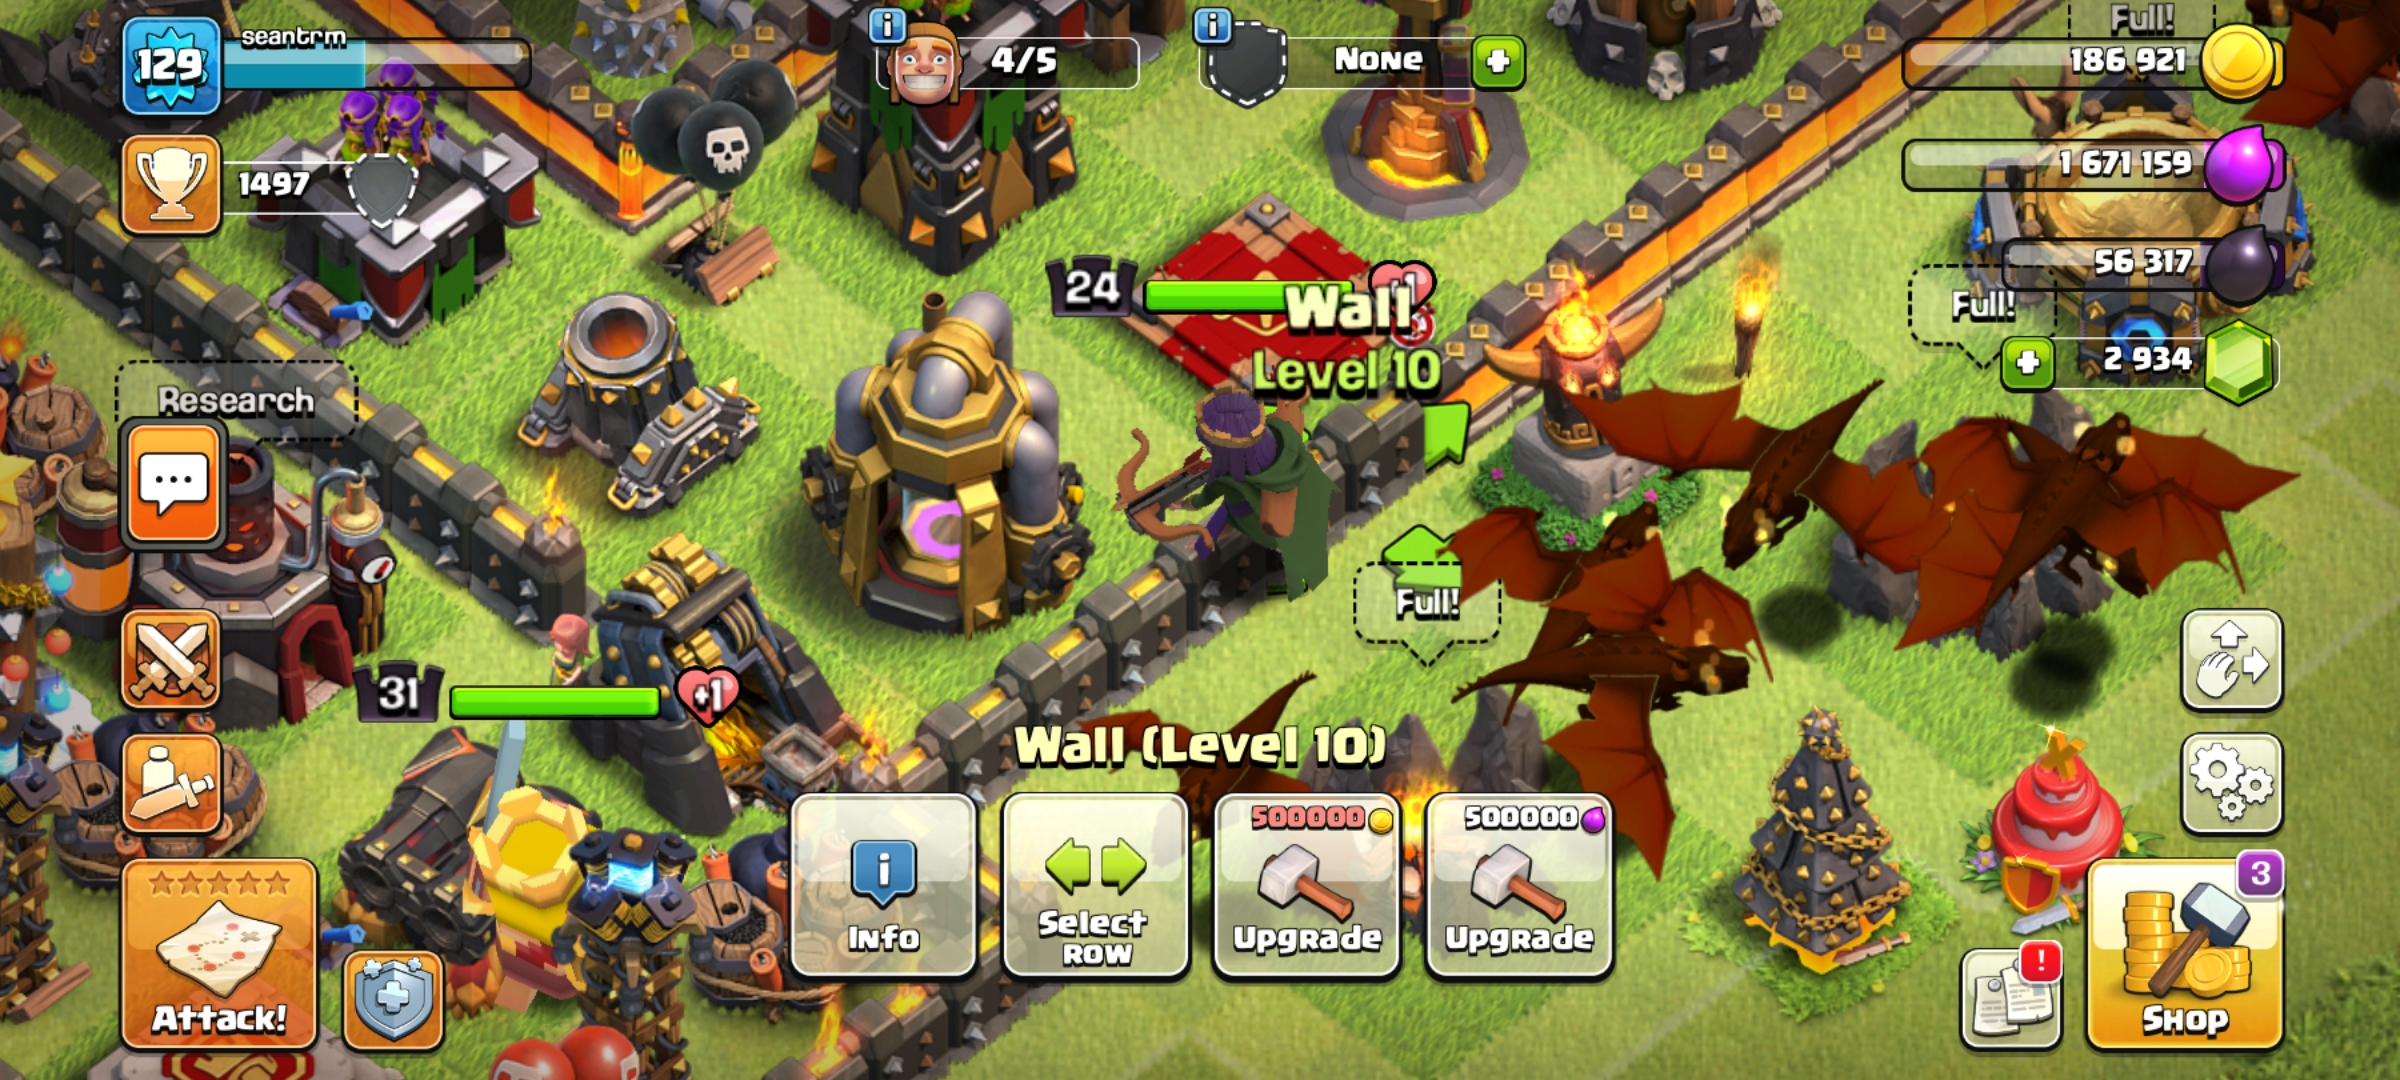 129
seantrm
4/5
None
Full!
186 921
1497
1 671 159
24
+1
Wall
Level 10
56 317
Full!
2 934
Research
Full!
31
+1
Wall (Level 10)
Info
Select
Row
500000
Upgrade
500000
Upgrade
3
!
Attack!
Shop